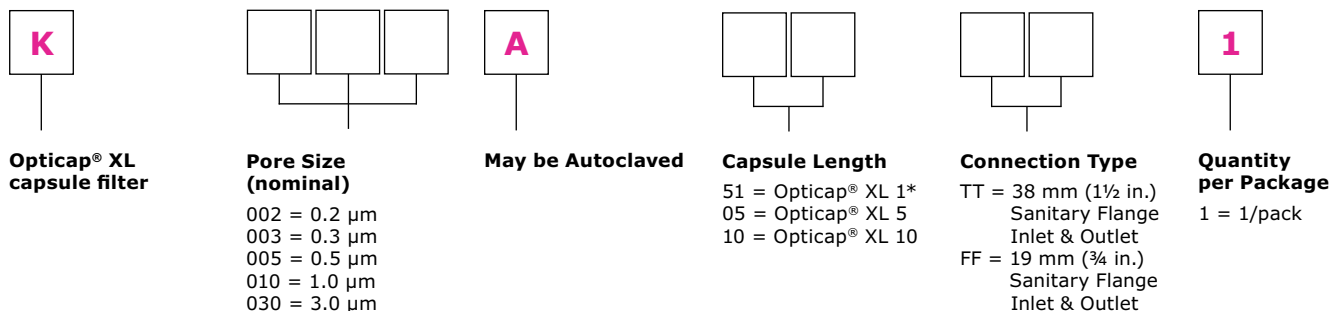 K
A
1
Opticap® XL
capsule filter
Pore Size
(nominal)
002 = 0.2 µm
003 = 0.3 µm
005 = 0.5 µm
010 = 1.0 µm
030 = 3.0 µm
May be Autoclaved
Capsule Length
51 = Opticap® XL 1*
05 = Opticap® XL 5
10 = Opticap® XL 10
Connection Type
TT = 38 mm (1½ in.)
Sanitary Flange
Inlet & Outlet
FF = 19 mm (¾ in.)
Sanitary Flange
Inlet & Outlet
Quantity
per Package
1 = 1/pack